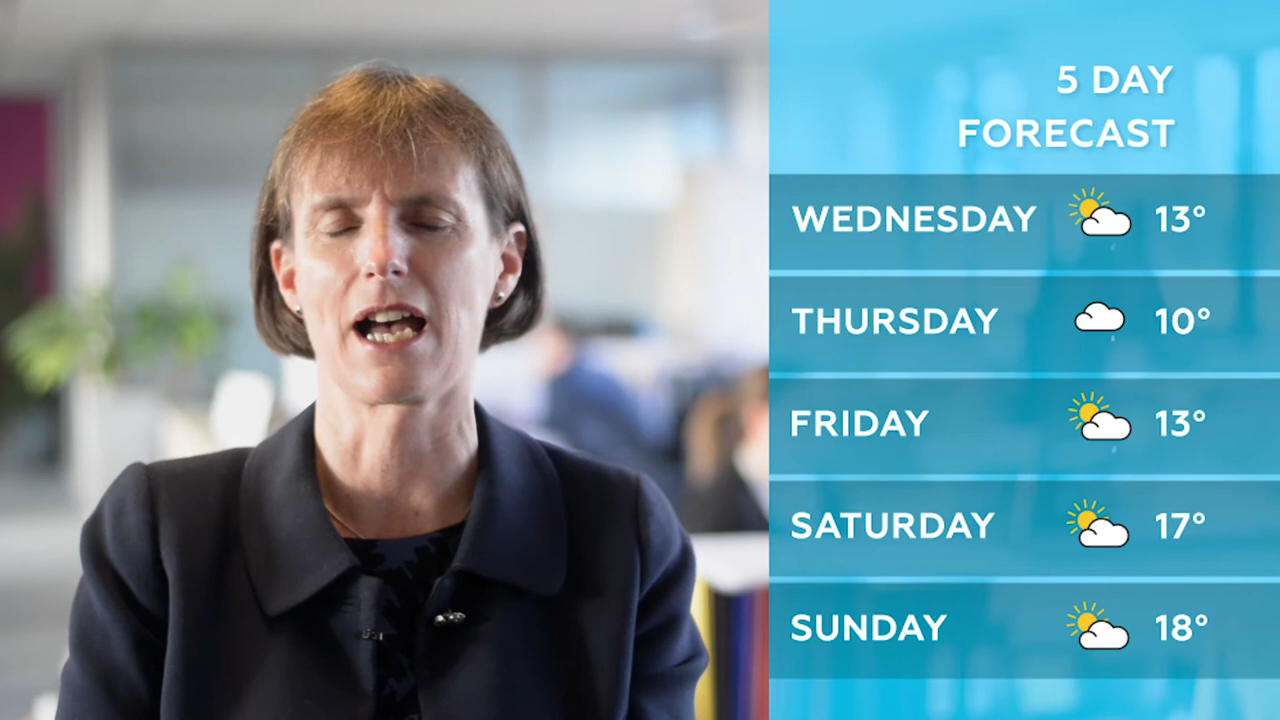 5 DAY
FORECAST
WEDNESDAY 13°
THURSDAY 10°
FRIDAY 13°
SATURDAY 17°
SUNDAY 18°